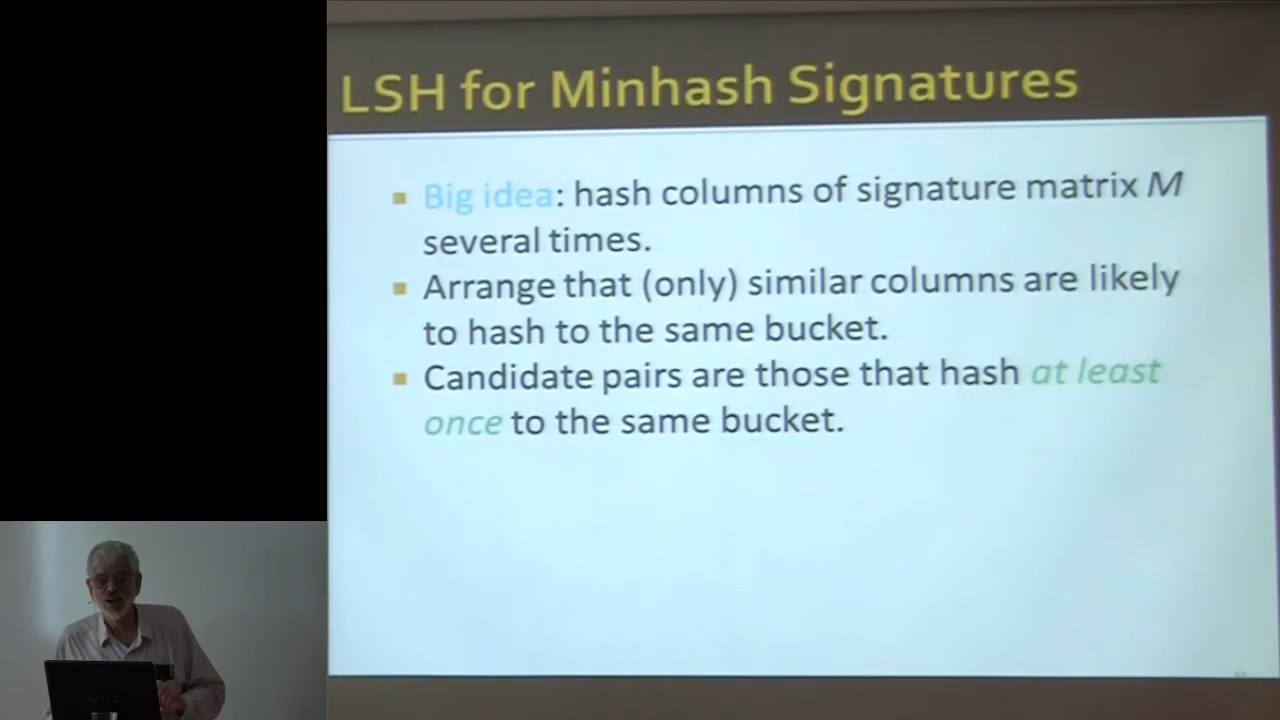 LSH for Minhash Signatures
Big idea: hash columns of signature matrix M
several times.
Arrange that (only) similar columns are likely
to hash to the same bucket.
Candidate pairs are those that hash at least
once to the same bucket.
VAIO